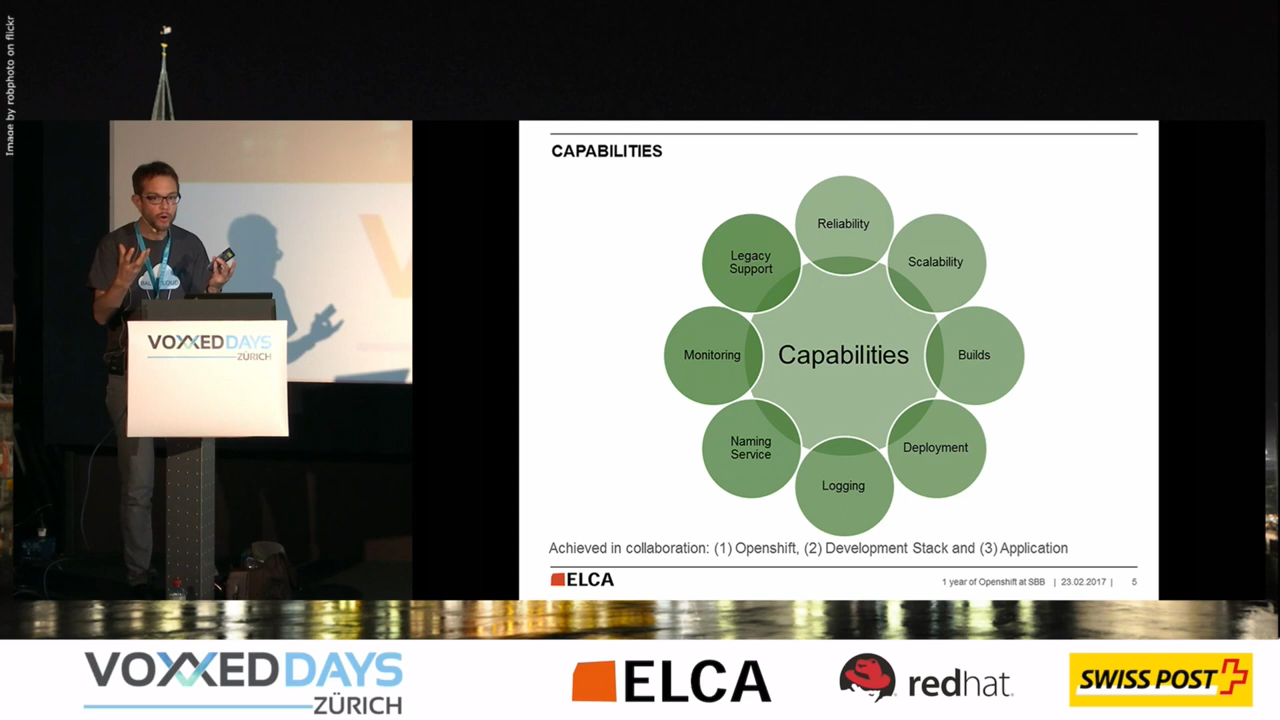 Image by robphoto on flickr
VOXXEDDAYS
ZÜRICH
CAPABILITIES
Reliability
Scalability
Builds
Deployment
Logging
Naming
Service
Monitoring
Legacy
Support
Capabilities
Achieved in collaboration: (1) Openshift, (2) Development Stack and (3) Application
ELCA
1 year of Openshift at SBB | 23.02.2017 | 5
VOXXEDDAYS
ZÜRICH
ELCA
redhat.
SWISS POST